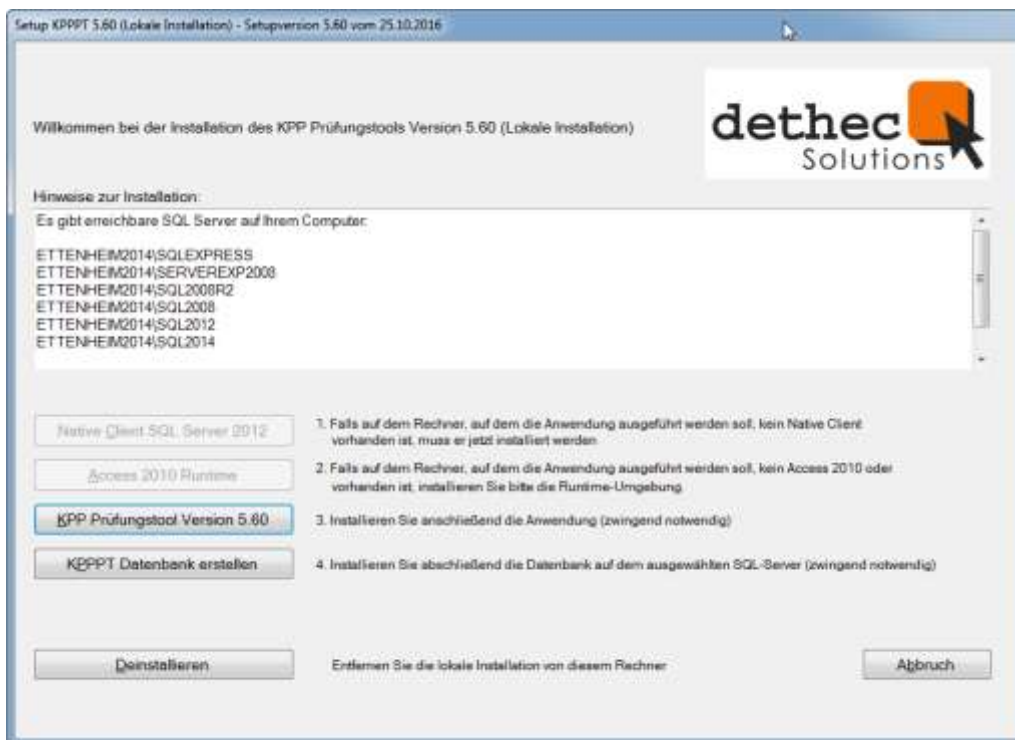 Setup KPPPT 5.60 (Lokale Installation) - Setupversion 5.60 vom 25.10.2016
dethec
Solutions
Willkommen bei der Installation des KPP Prüfungstools Version 5.60 (Lokale Installation)
Hinweise zur Installation:
Es gibt erreichbare SQL Server auf Ihrem Computer:
ETTENHEIM2014\SQLEXPRESS
ETTENHEIM2014\SERVEREXP2008
ETTENHEIM2014\SQL2008R2
ETTENHEIM2014\SQL2008
ETTENHEIM2014\SQL2012
ETTENHEIM2014\SQL2014
Native Client SQL Server 2012
1. Falls auf dem Rechner, auf dem die Anwendung ausgeführt werden soll, kein Native Client
vorhanden ist, muss er jetzt installiert werden
Access 2010 Runtime
2. Falls auf dem Rechner, auf dem die Anwendung ausgeführt werden soll, kein Access 2010 oder
vorhanden ist, installieren Sie bitte die Runtime-Umgebung.
KPP Prüfungstool Version 5.60
3. Installieren Sie anschließend die Anwendung (zwingend notwendig)
KPPPT Datenbank erstellen
4. Installieren Sie abschließend die Datenbank auf dem ausgewählten SQL-Server (zwingend notwendig)
Deinstallieren
Entfernen Sie die lokale Installation von diesem Rechner
Abbruch